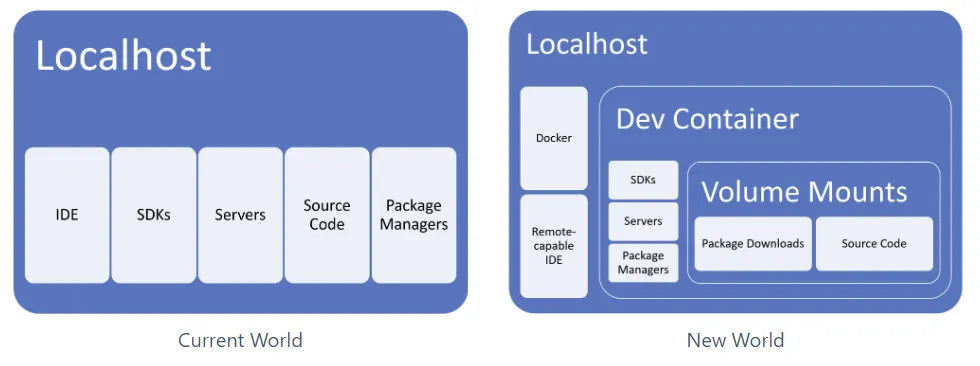 Localhost
IDE
SDKs
Servers
Source
Code
Package
Managers
Current World
Localhost
Docker
Remote-
capable
IDE
Dev Container
SDKs
Servers
Package
Managers
Volume Mounts
Package Downloads
Source Code
New World